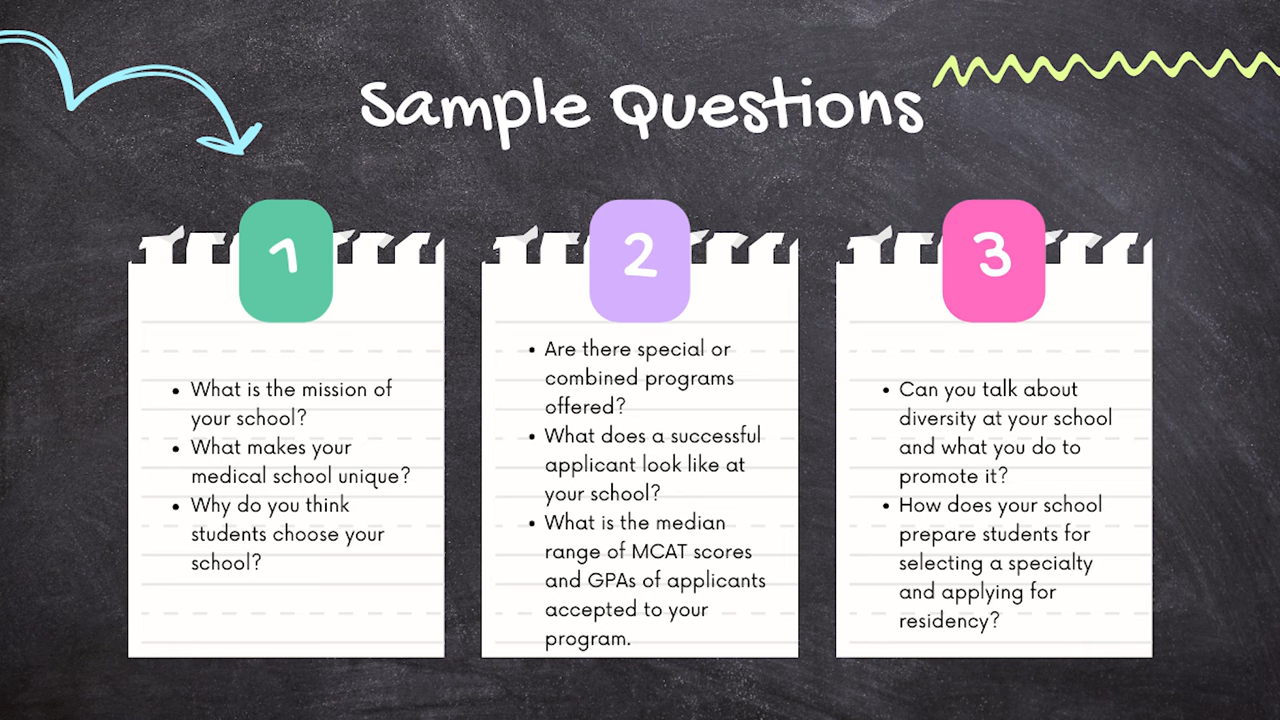 Sample Questions
1
• What is the mission of
your school?
• What makes your
medical school unique?
• Why do you think
students choose your
school?
2
• Are there special or
combined programs
offered?
• What does a successful
applicant look like at
your school?
• What is the median
range of MCAT scores
and GPAs of applicants
accepted to your
program.
3
• Can you talk about
diversity at your school
and what you do to
promote it?
• How does your school
prepare students for
selecting a specialty
and applying for
residency?